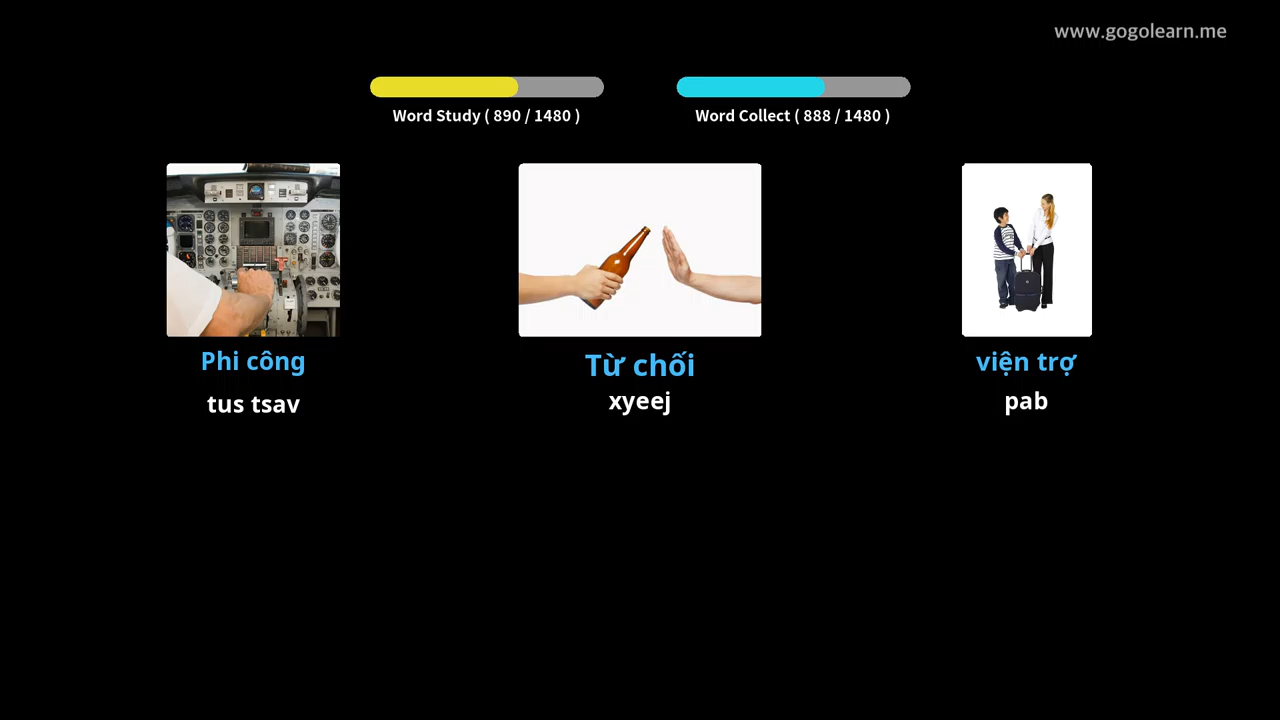 www.gogolearn.me
Word Study ( 890 / 1480 )
Word Collect ( 888 / 1480 )
Phi công
tus tsav
Từ chối
xyeej
viện trợ
pab